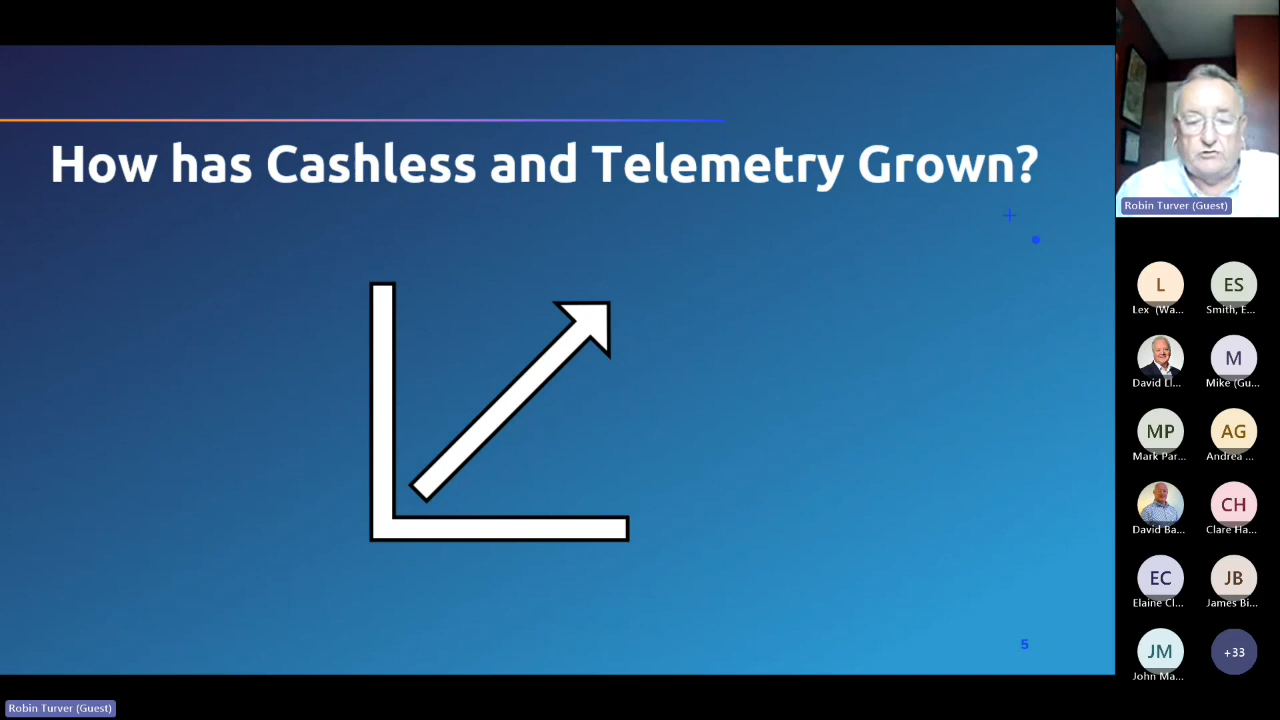 How has Cashless and Telemetry Grown?
5
Robin Turver (Guest)
L
Lex (Wa...
ES
Smith, E...
David Ll...
M
Mike (Gu...
MP
Mark Par...
AG
Andrea ...
David Ba...
CH
Clare Ha...
EC
Elaine Cl...
JB
James Bi...
JM
John Ma...
+33
Robin Turver (Guest)